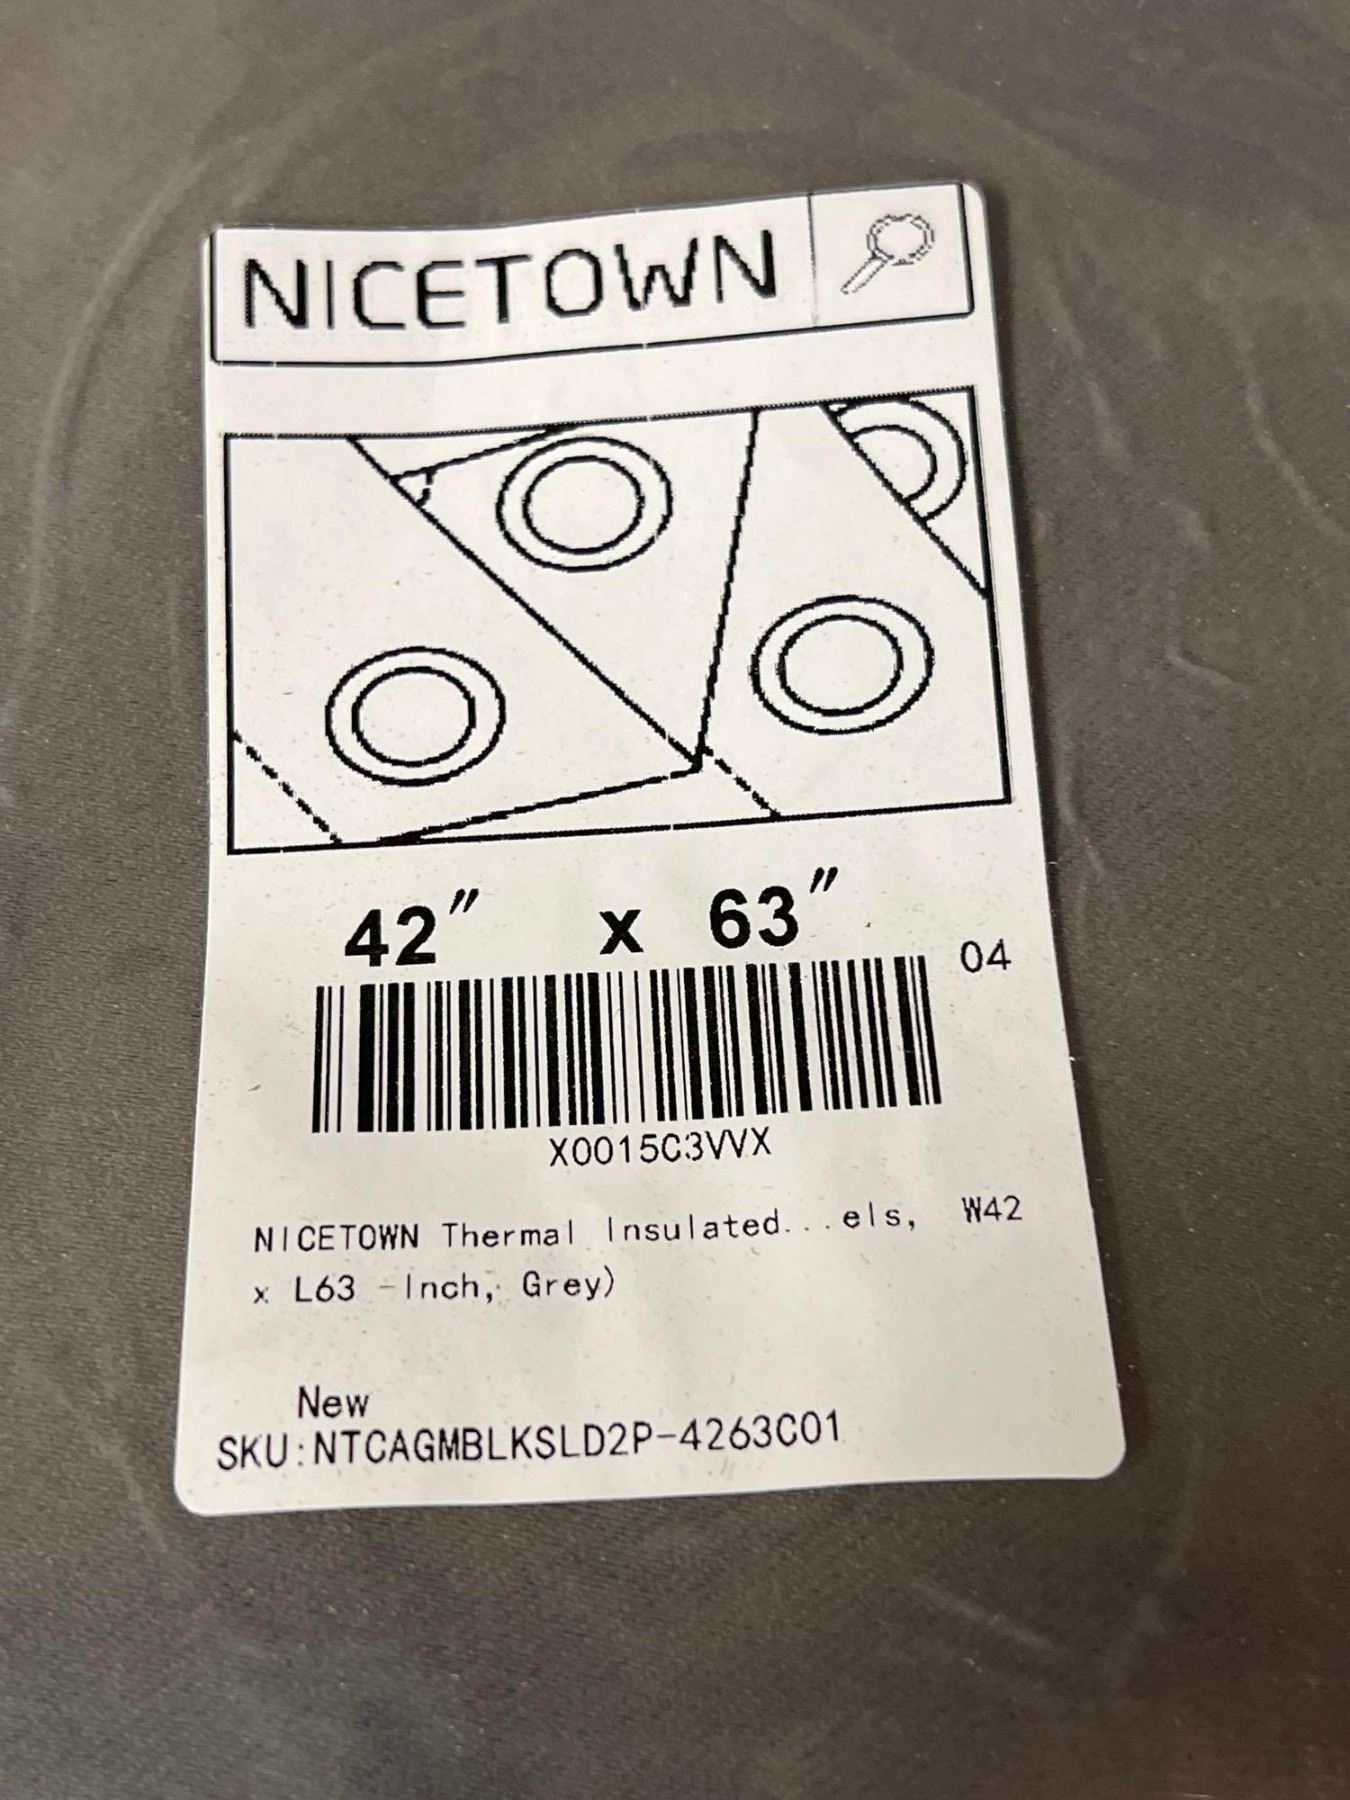 NICETOWN
42" x 63"
04
X0015C3VVX
NICETOWN Thermal Insulated...els, W42
x L63 -Inch, Grey)
New
SKU:NTCAGMBLKSLD2P-4263C01